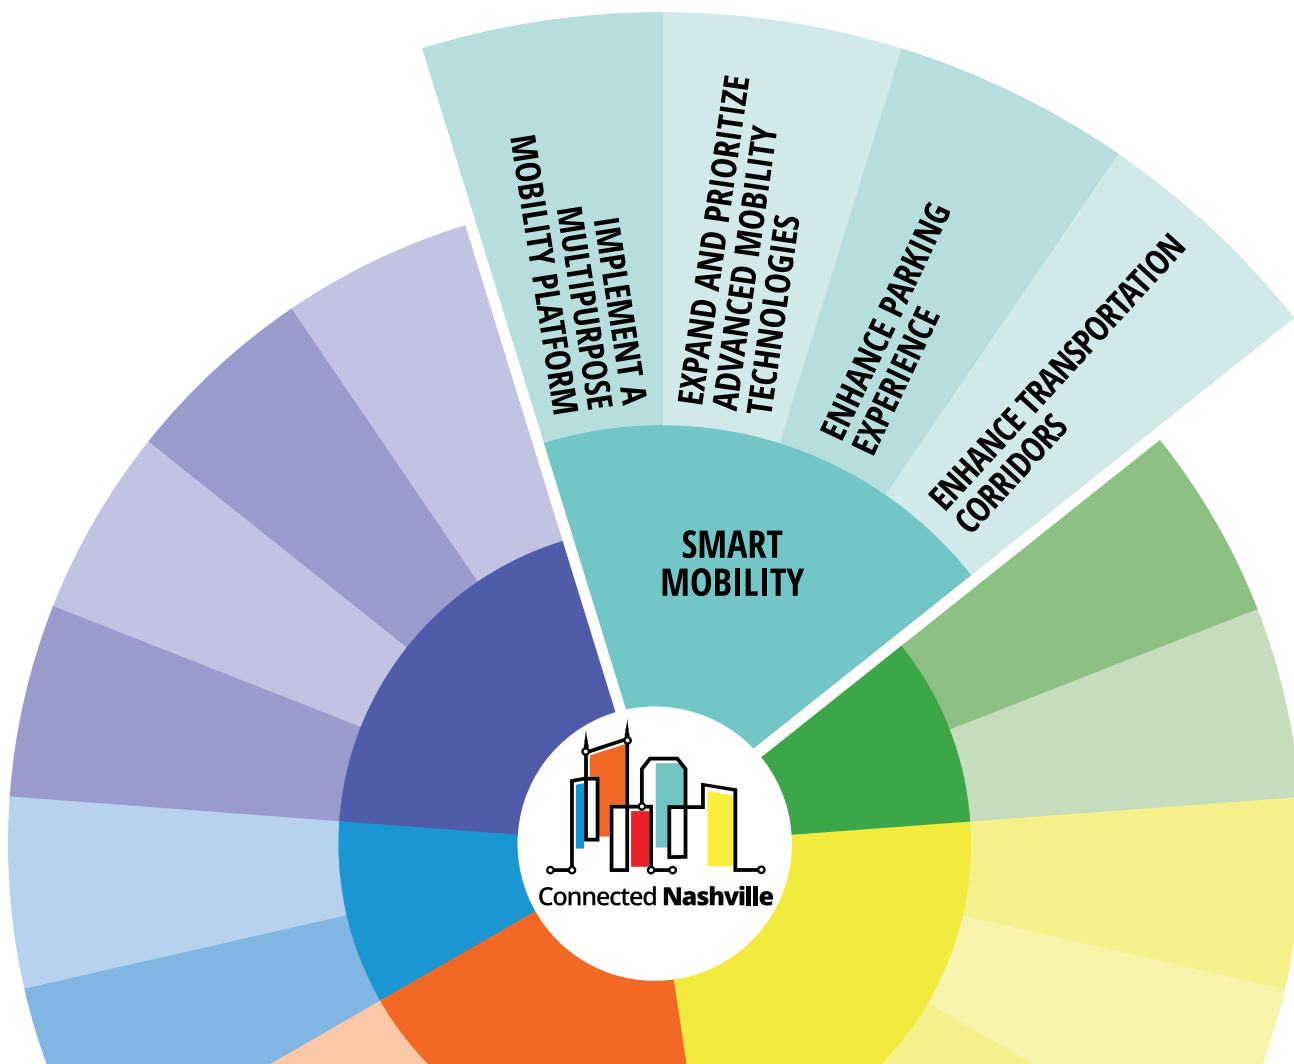 IMPLEMENT A
MULTIPURPOSE
MOBILITY PLATFORM
EXPAND AND PRIORITIZE
ADVANCED MOBILITY
TECHNOLOGIES
ENHANCE PARKING
EXPERIENCE
ENHANCE TRANSPORTATION
CORRIDORS
SMART
MOBILITY
Connected Nashville